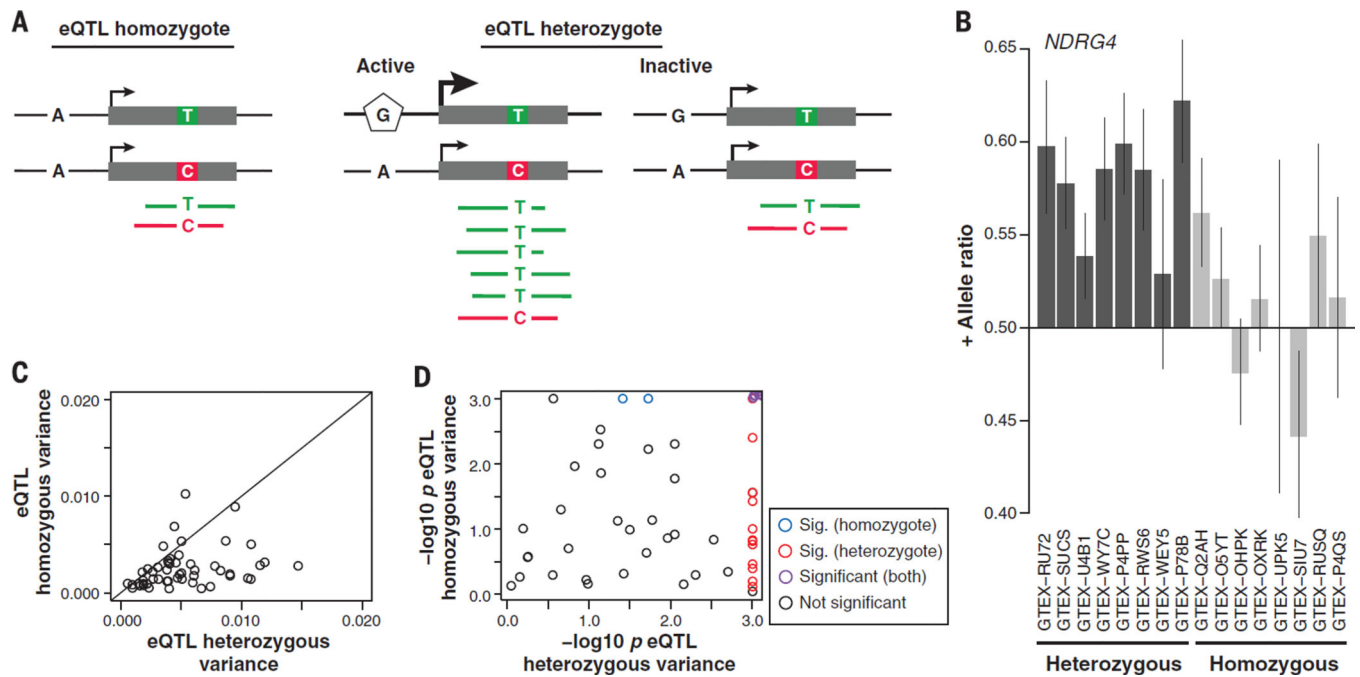 A
eQTL homozygote
eQTL heterozygote
Active
Inactive
A
T
A
C
T
C
G
T
A
C
T
T
T
T
T
C
G
T
A
C
T
C
B
NDRG4
+ Allele ratio
0.65
0.60
0.55
0.50
0.45
0.40
GTEX–RU72
GTEX–SUCS
GTEX–U4B1
GTEX–WY7C
GTEX–P4PP
GTEX–RWS6
GTEX–WEY5
GTEX–P78B
GTEX–Q2AH
GTEX–O5YT
GTEX–OHPK
GTEX–OXRK
GTEX–UPK5
GTEX–SIU7
GTEX–RUSQ
GTEX–P4QS
Heterozygous
Homozygous
C
eQTL
homozygous variance
0.020
0.010
0.000
0.000
0.010
0.020
eQTL heterozygous
variance
D
–log10 p eQTL
homozygous variance
3.0
2.0
1.0
0.0
0.0
1.0
2.0
3.0
–log10 p eQTL
heterozygous variance
Sig. (homozygote)
Sig. (heterozygote)
Significant (both)
Not significant